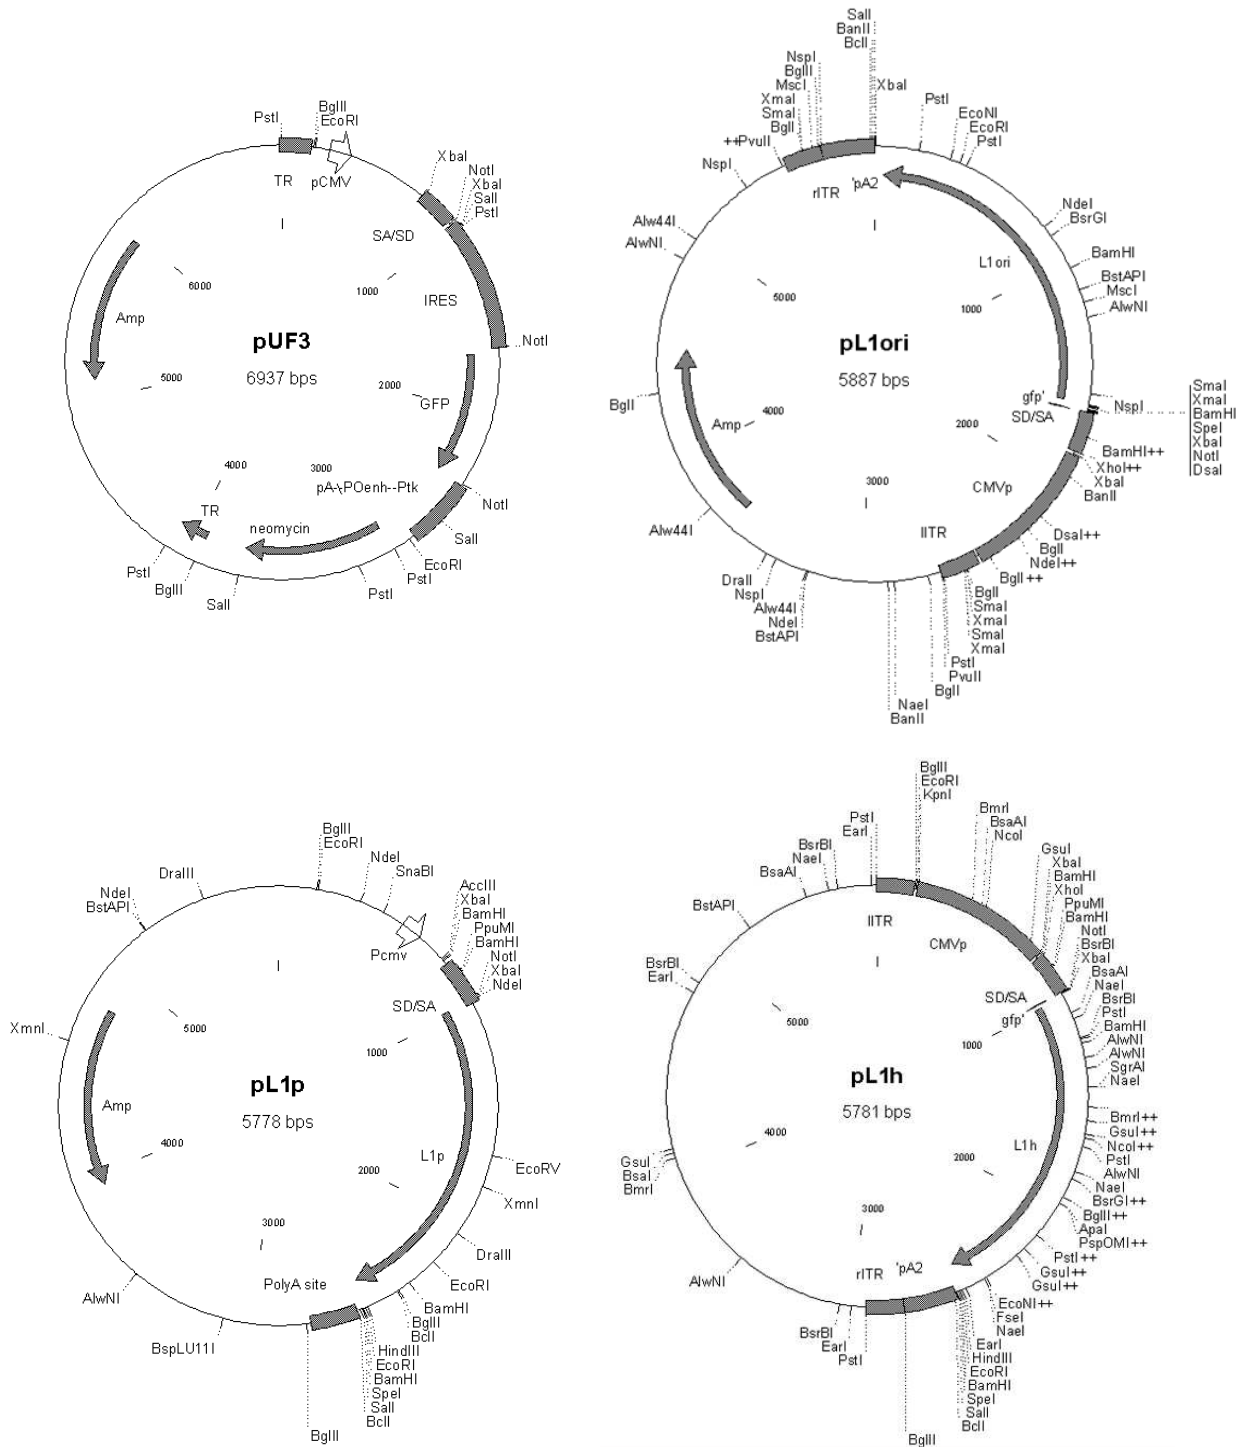 PstI
BglII
EcoRI
TR
pCMV
XbaI
NotI
XbaI
SalI
PstI
SA/SD
IRES
NotI
GFP
NotI
SalI
EcoRI
PstI
PstI
pA-\POenh--Ptk
neomycin
TR
SalI
BglII
PstI
Amp
I
1000
2000
3000
4000
5000
6000
pUF3
6937 bps
SalI
BanII
BclI
NspI
BglII
MscI
XmaI
SmaI
BglI
++PvuII
NspI
XbaI
PstI
EcoNI
EcoRI
PstI
rITR
'pA2
I
Alw44I
AlwNI
NdeI
BsrGI
BamHI
BstAPI
MscI
AlwNI
L1ori
1000
5000
pL1ori
5887 bps
BglI
Amp
4000
gfp'
SD/SA
NspI
SmaI
XmaI
BamHI
SpeI
XbaI
NotI
DsaI
2000
BamHI++
XhoI++
XbaI
BanII
CMVp
3000
lITR
DsaI++
BglI
NdeI++
BglI++
BglI
SmaI
XmaI
SmaI
XmaI
PstI
PvuII
BglI
NaeI
BanII
Alw44I
DraII
NspI
Alw44I
NdeI
BstAPI
BglII
EcoRI
NdeI
SnaBI
DraIII
NdeI
BstAPI
AccIII
XbaI
BamHI
PpuMI
BamHI
NotI
XbaI
NdeI
Pcmv
I
SD/SA
5000
1000
XmnI
pL1p
5778 bps
Amp
4000
L1p
2000
3000
EcoRV
XmnI
DraIII
EcoRI
BamHI
BglII
BclI
PolyA site
AlwNI
BspLU11I
HindIII
EcoRI
BamHI
SpeI
SalI
BclI
BglII
BglII
EcoRI
KpnI
PstI
EarI
BsrBI
NaeI
BsaAI
BstAPI
BsrBI
EarI
BmrI
BsaAI
NcoI
GsuI
XbaI
BamHI
XhoI
PpuMI
BamHI
NotI
BsrBI
XbaI
BsaAI
NaeI
BsrBI
PstI
BamHI
AlwNI
AlwNI
SgrAI
NaeI
lITR
CMVp
I
SD/SA
gfp'
5000
1000
pL1h
5781 bps
4000
L1h
2000
3000
BmrI++
GsuI++
NcoI++
PstI
AlwNI
NaeI
BsrGI++
BglII++
ApaI
PspOMI++
PstI++
GsuI++
GsuI++
EcoNI++
FseI
NaeI
EarI
HindIII
EcoRI
BamHI
SpeI
SalI
BclI
BglII
rITR
'pA2
BsrBI
EarI
PstI
AlwNI
GsuI
BsaI
BmrI